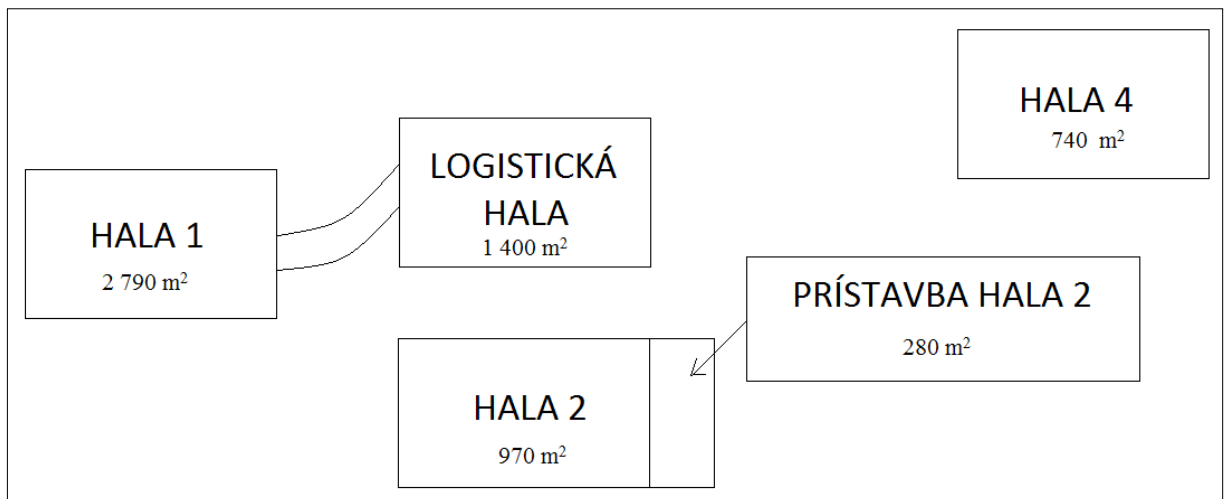 HALA 4
740 m²
LOGISTICKÁ
HALA
1 400 m²
HALA 1
2 790 m²
PRÍSTAVBA HALA 2
280 m²
HALA 2
970 m²